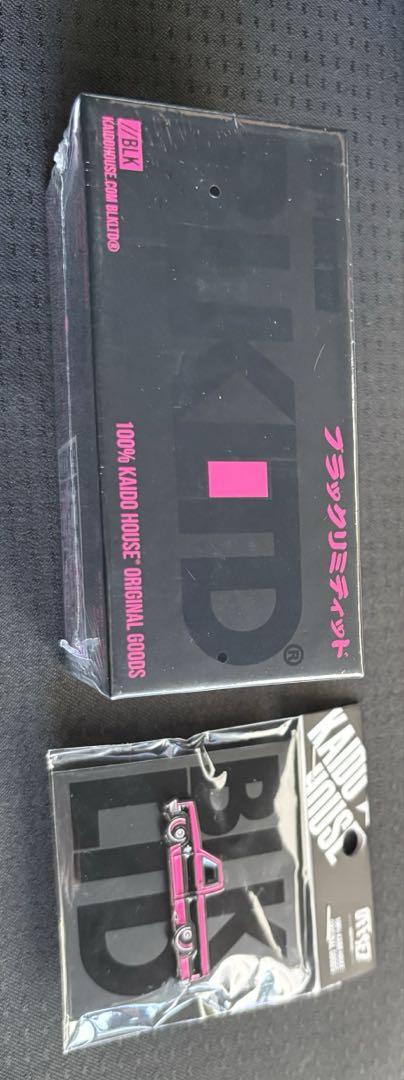 ブラックリミティッド
BLKLTD®
///BLK
KAIDOHOUSE.COM BLKLTD®
100% KAIDO HOUSE® ORIGINAL GOODS
KAIDO
HOUSE
BLK
LTD